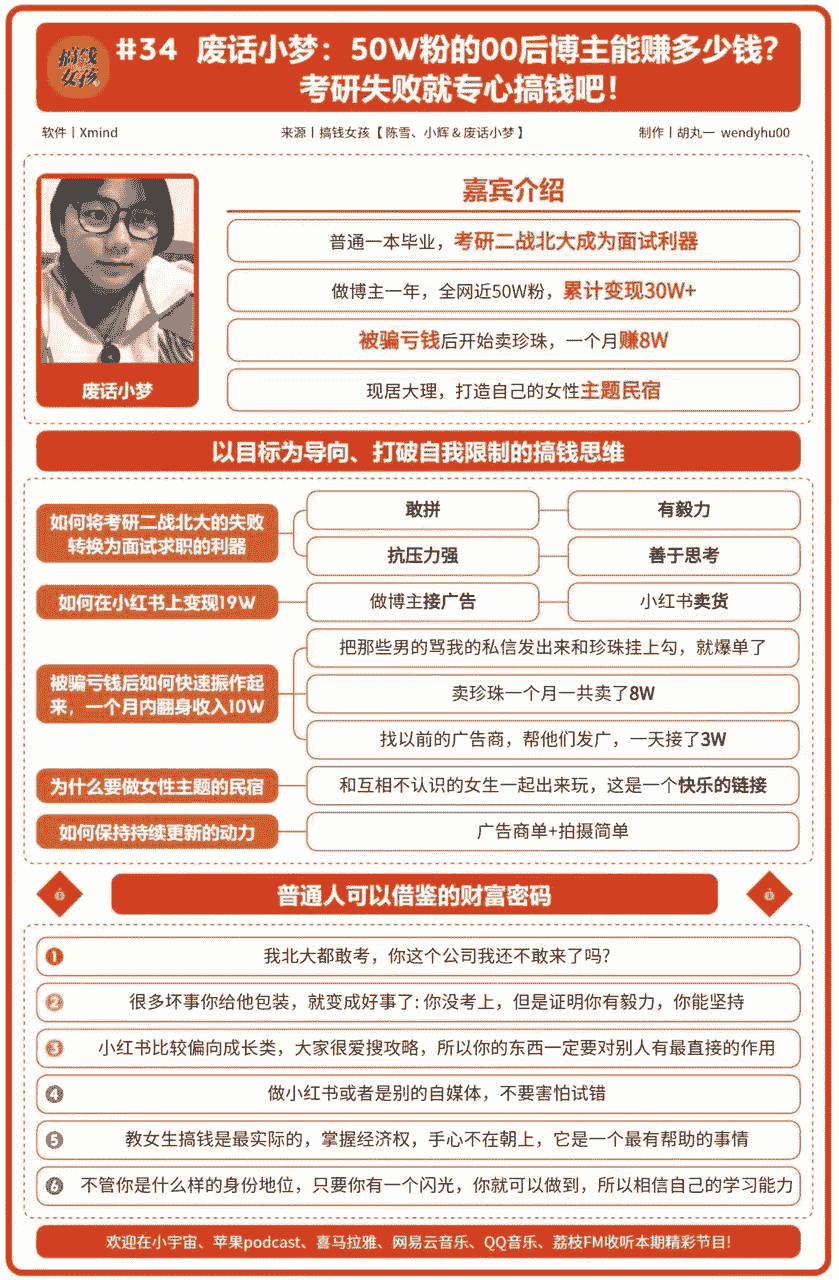 搞钱
女孩
#34 废话小梦：50W粉的00后博主能赚多少钱？
考研失败就专心搞钱吧！
软件丨Xmind
来源丨搞钱女孩【 陈雪、小辉 & 废话小梦 】
制作丨胡丸一 wendyhu00
嘉宾介绍
普通一本毕业，考研二战北大成为面试利器
做博主一年，全网近50W粉，累计变现30W+
被骗亏钱后开始卖珍珠，一个月赚8W
现居大理，打造自己的女性主题民宿
废话小梦
以目标为导向、打破自我限制的搞钱思维
如何将考研二战北大的失败
转换为面试求职的利器
敢拼
有毅力
抗压力强
善于思考
如何在小红书上变现19W
做博主接广告
小红书卖货
被骗亏钱后如何快速振作起
来，一个月内翻身收入10W
把那些男的骂我的私信发出来和珍珠挂上勾，就爆单了
卖珍珠一个月一共卖了8W
找以前的广告商，帮他们发广，一天接了3W
为什么要做女性主题的民宿
和互相不认识的女生一起出来玩，这是一个快乐的链接
如何保持持续更新的动力
广告商单+拍摄简单
普通人可以借鉴的财富密码
1 我北大都敢考，你这个公司我还不敢来了吗?
2 很多坏事你给他包装，就变成好事了: 你没考上，但是证明你有毅力，你能坚持
3 小红书比较偏向成长类，大家很爱搜攻略，所以你的东西一定要对别人有最直接的作用
4 做小红书或者是别的自媒体，不要害怕试错
5 教女生搞钱是最实际的，掌握经济权，手心不在朝上，它是一个最有帮助的事情
6 不管你是什么样的身份地位，只要你有一个闪光，你就可以做到，所以相信自己的学习能力
欢迎在小宇宙、苹果podcast、喜马拉雅、网易云音乐、QQ音乐、荔枝FM收听本期精彩节目!